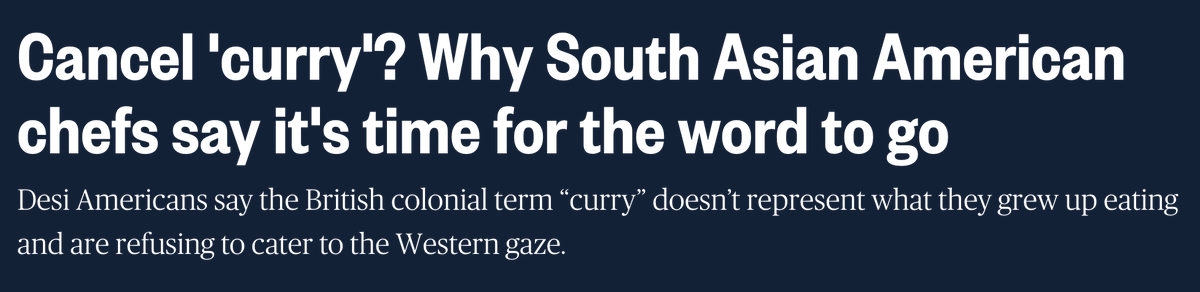 Cancel 'curry'? Why South Asian American
chefs say it's time for the word to go
Desi Americans say the British colonial term “curry” doesn’t represent what they grew up eating
and are refusing to cater to the Western gaze.